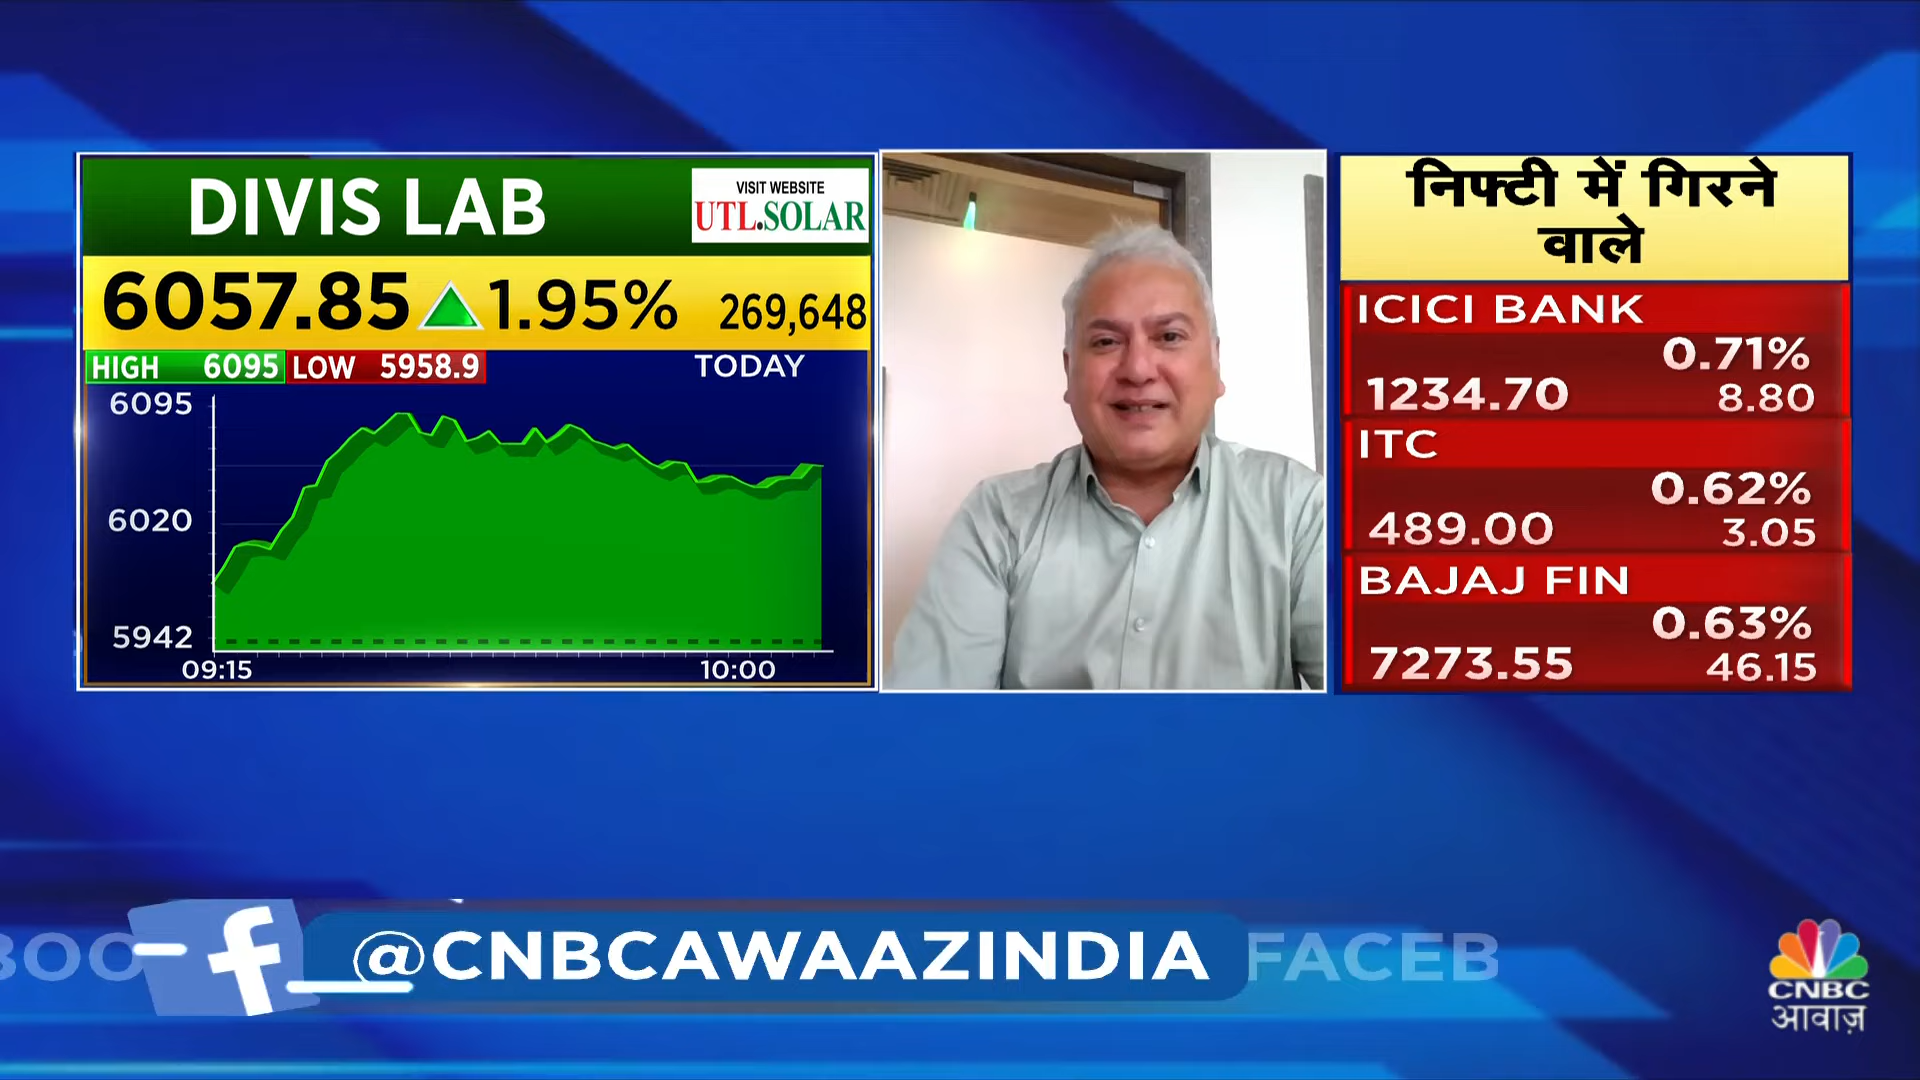 DIVIS LAB
VISIT WEBSITE
UTL.SOLAR
6057.85 1.95% 269,648
HIGH 6095 LOW 5958.9 TODAY
6095
6020
5942
09:15 10:00
निफ्टी में गिरने
वाले
ICICI BANK
0.71%
1234.70 8.80
ITC
0.62%
489.00 3.05
BAJAJ FIN
0.63%
7273.55 46.15
BOO
f @CNBCAWAAZINDIA FACEB
CNBC
आवाज़